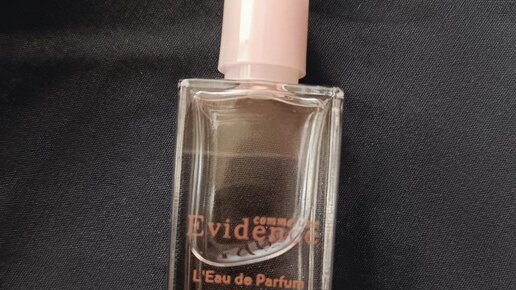 comme
Evidence
L'Eau de Parfum